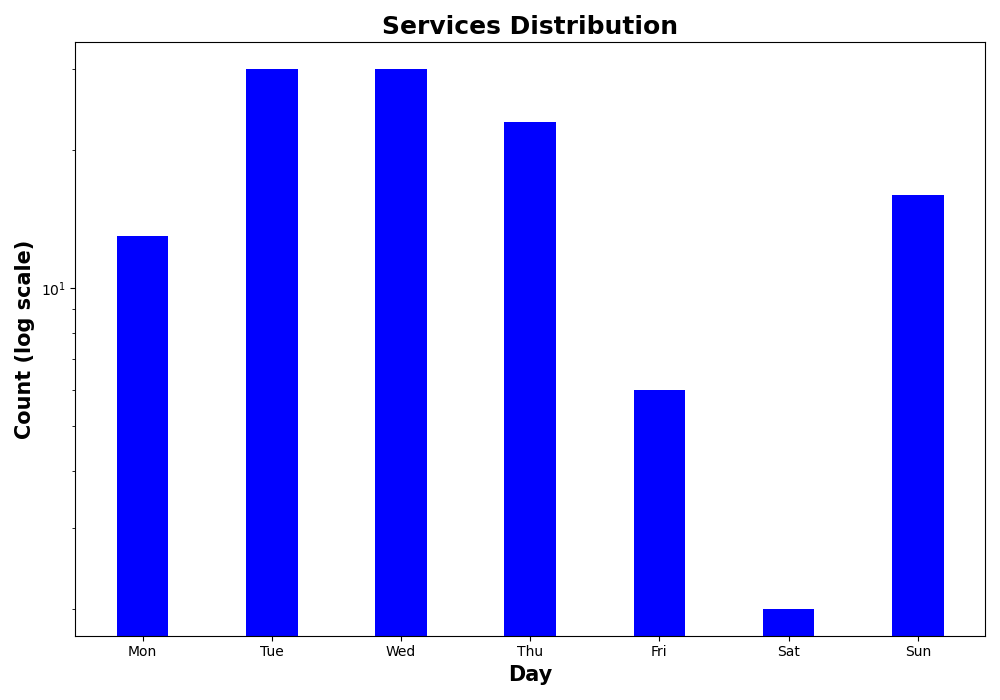 Services Distribution
Count (log scale)
10¹
Mon Tue Wed Thu Fri Sat Sun
Day